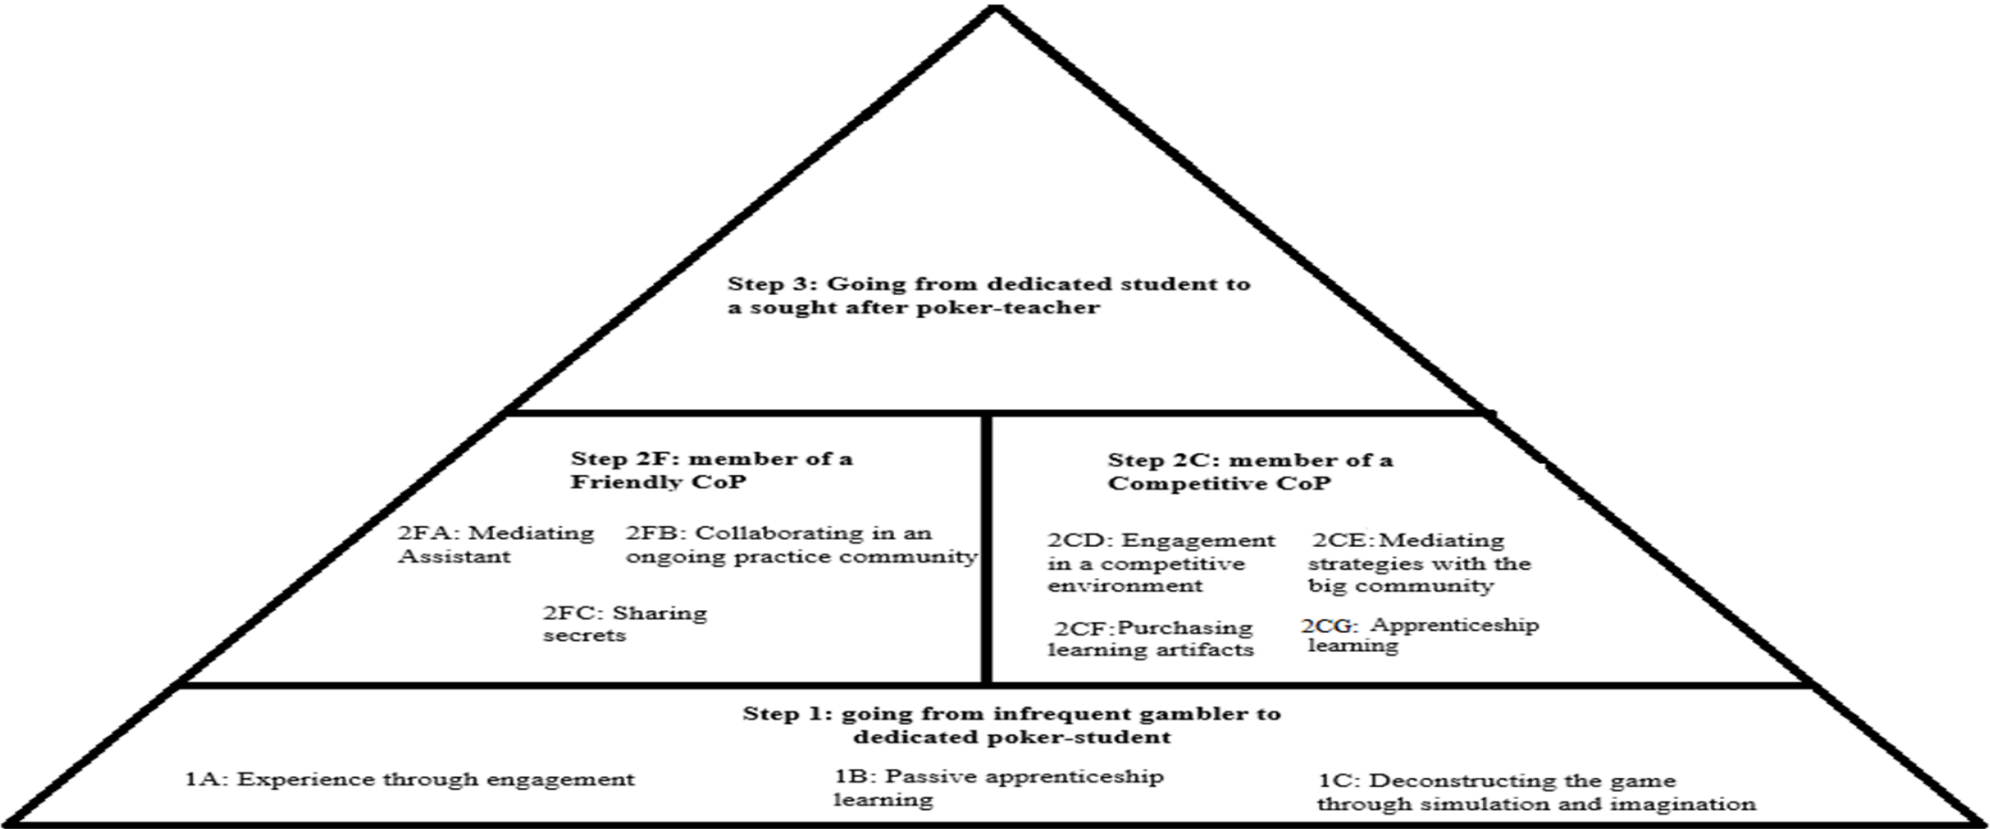 Step 3: Going from dedicated student to
a sought after poker-teacher
Step 2F: member of a
Friendly CoP
2FA: Mediating
Assistant
2FB: Collaborating in an
ongoing practice community
2FC: Sharing
secrets
Step 2C: member of a
Competitive CoP
2CD: Engagement
in a competitive
environment
2CE:Mediating
strategies with the
big community
2CF:Purchasing
learning artifacts
2CG: Apprenticeship
learning
Step 1: going from infrequent gambler to
dedicated poker-student
1A: Experience through engagement
1B: Passive apprenticeship
learning
1C: Deconstructing the game
through simulation and imagination